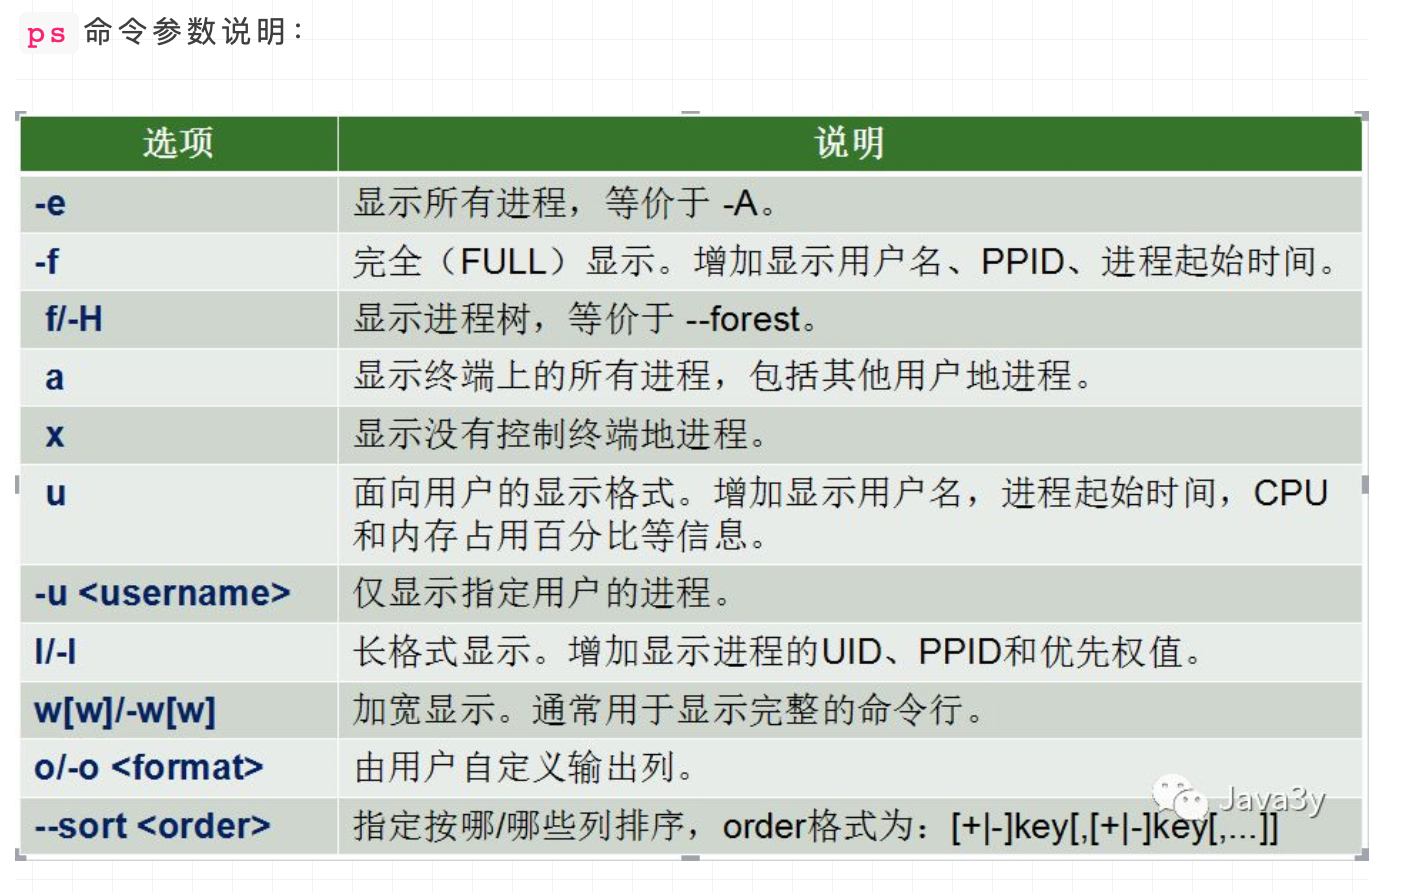 ps 命令参数说明：
选项 说明
-e 显示所有进程，等价于 -A。
-f 完全（FULL）显示。增加显示用户名、PPID、进程起始时间。
f/-H 显示进程树，等价于 --forest。
a 显示终端上的所有进程，包括其他用户地进程。
x 显示没有控制终端地进程。
u 面向用户的显示格式。增加显示用户名，进程起始时间，CPU
和内存占用百分比等信息。
-u <username> 仅显示指定用户的进程。
l/-l 长格式显示。增加显示进程的UID、PPID和优先权值。
w[w]/-w[w] 加宽显示。通常用于显示完整的命令行。
o/-o <format> 由用户自定义输出列。
--sort <order> 指定按哪/哪些列排序，order格式为：[+|-]key[,[+|-]key[,...]]
Java3y